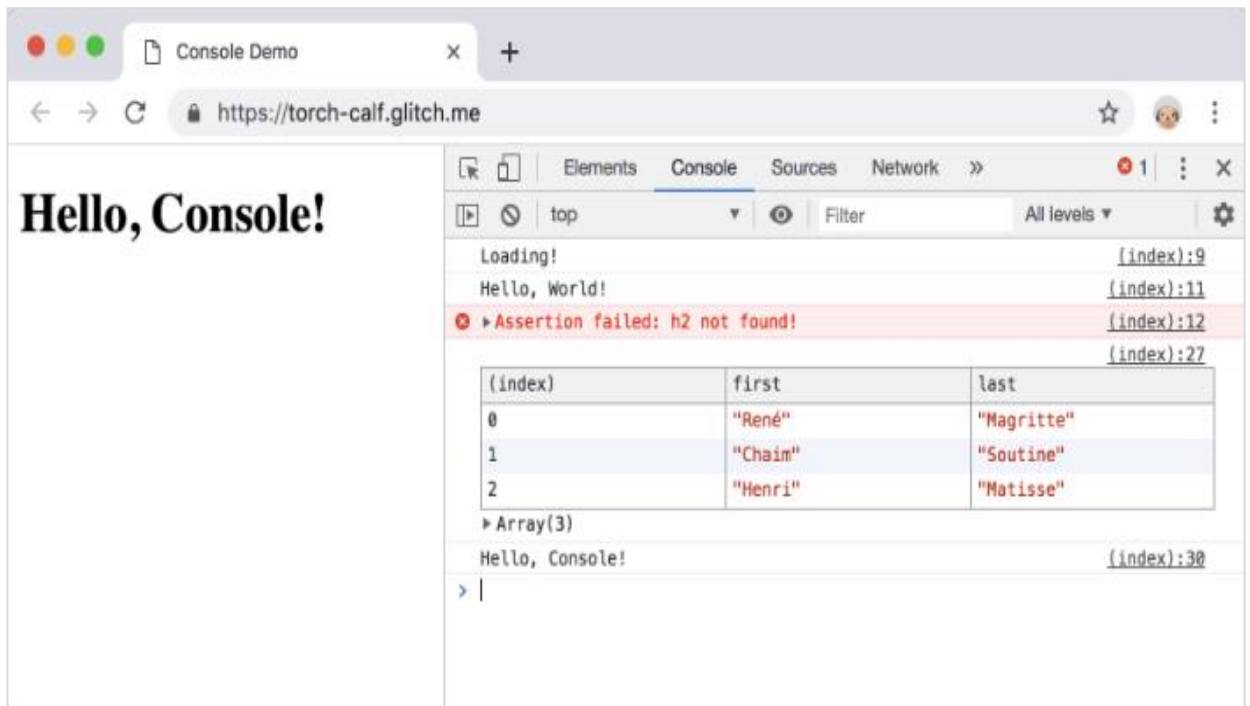 Console Demo
https://torch-calf.glitch.me
Hello, Console!
Elements Console Sources Network » 1
top Filter All levels
Loading! (index):9
Hello, World! (index):11
Assertion failed: h2 not found! (index):12
(index):27
(index) first last
0 "René" "Magritte"
1 "Chaim" "Soutine"
2 "Henri" "Matisse"
Array(3)
Hello, Console! (index):30